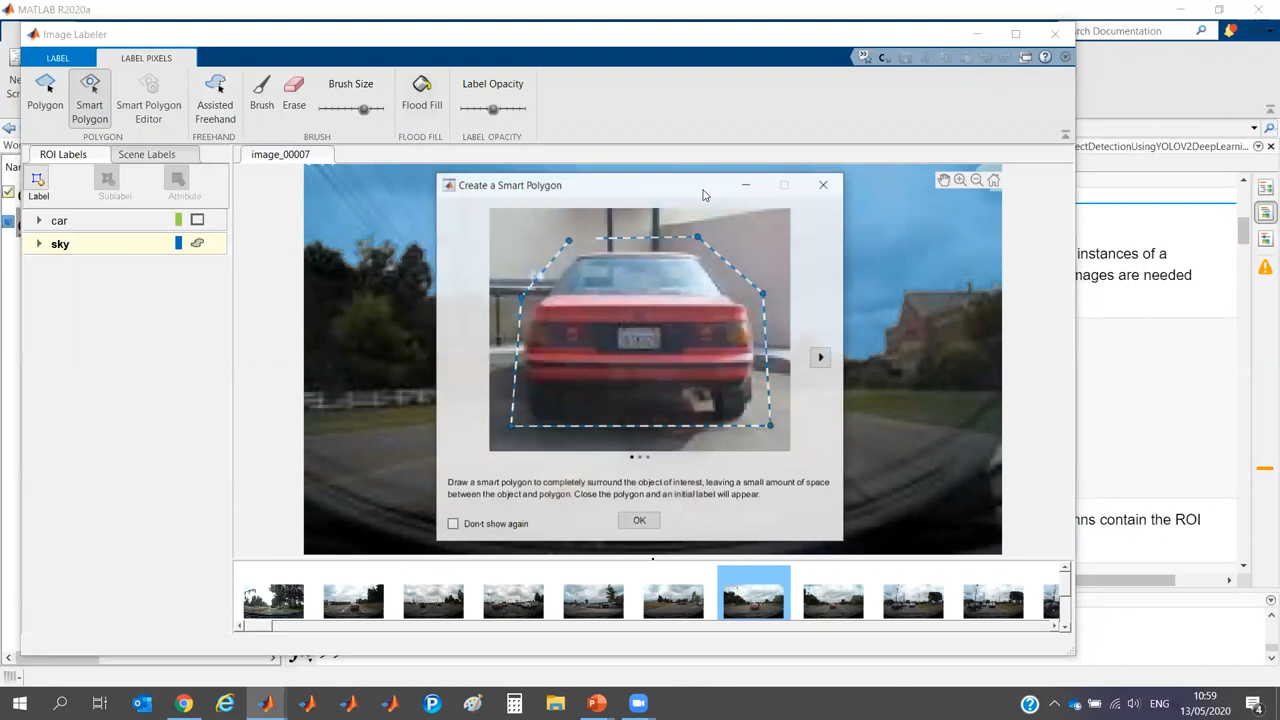 MATLAB R2020a
Image Labeler
rch Documentation
LABEL
LABEL PIXELS
Polygon
Smart Polygon
Smart Polygon Editor
Assisted Freehand
Brush
Erase
Brush Size
Flood Fill
Label Opacity
POLYGON
FREEHAND
BRUSH
FLOOD FILL
LABEL OPACITY
ROI Labels
Scene Labels
image_00007
ectDetectionUsingYOLOV2DeepLearni...
Label
Sublabel
Attribute
car
sky
Create a Smart Polygon
instances of a
mages are needed
Draw a smart polygon to completely surround the object of interest, leaving a small amount of space
between the object and polygon. Close the polygon and an initial label will appear.
Don't show again
OK
ns contain the ROI
ENG
10:59
13/05/2020